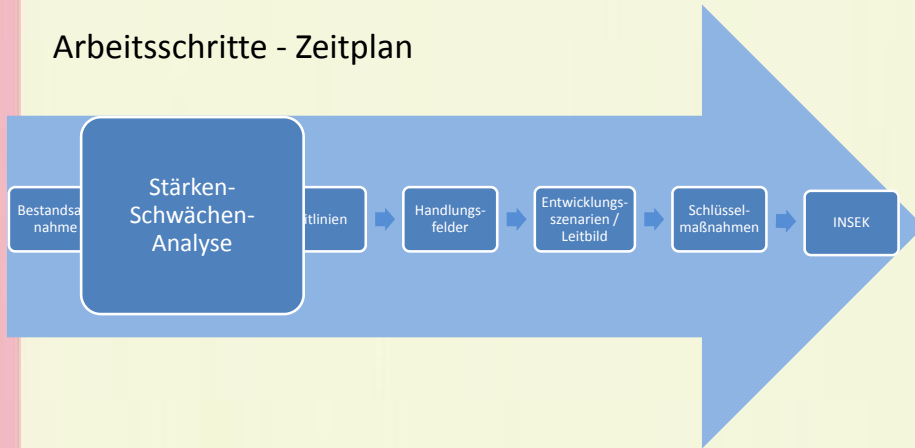 Arbeitsschritte - Zeitplan
Bestandsa
nahme
Stärken-
Schwächen-
Analyse
itlinien
Handlungs-
felder
Entwicklungs-
szenarien /
Leitbild
Schlüssel-
maßnahmen
INSEK